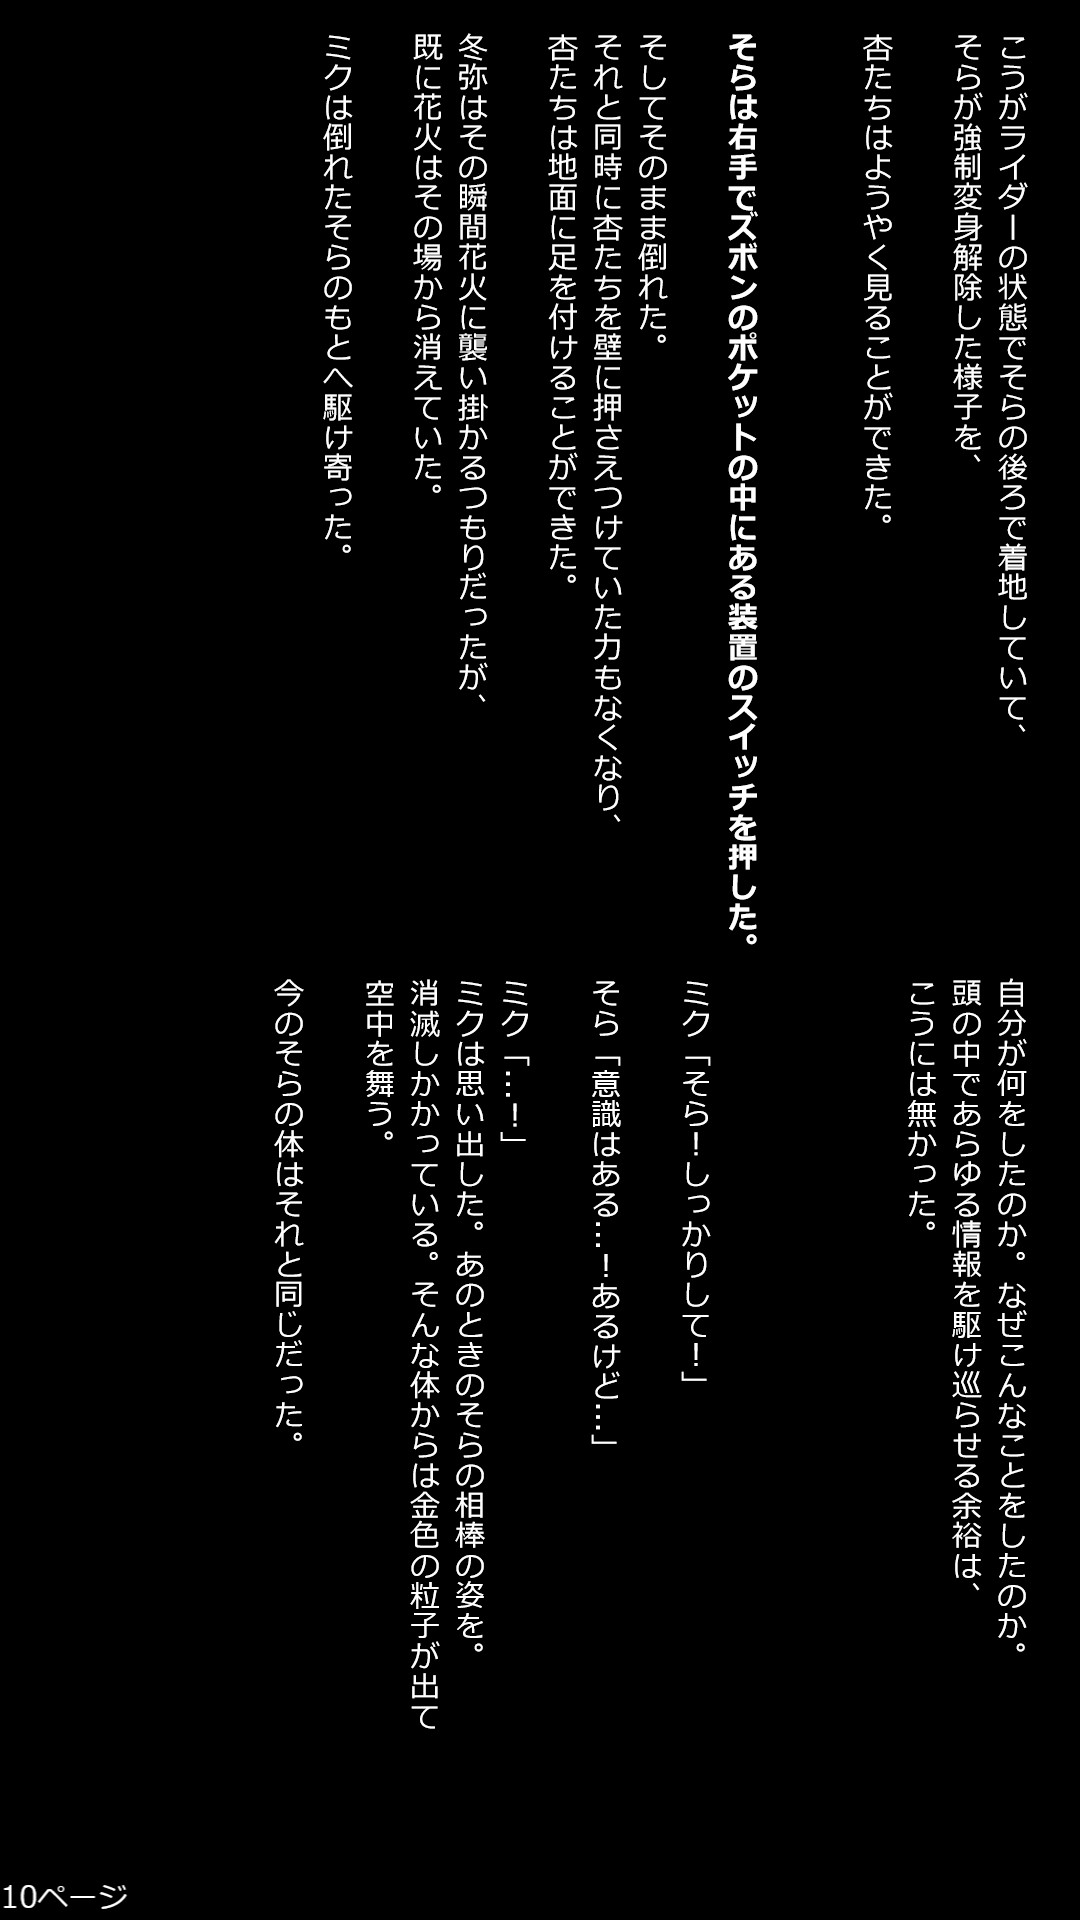 こうがライダーの状態でそらの後ろで着地していて、
そらが強制変身解除した様子を、
杏たちはようやく見ることができた。
そらは右手でズボンのポケットの中にある装置のスイッチを押した。
そしてそのまま倒れた。
それと同時に杏たちを壁に押さえつけていた力もなくなり、
杏たちは地面に足を付けることができた。
冬弥はその瞬間花火に襲い掛かるつもりだったが、
既に花火はその場から消えていた。
ミクは倒れたそらのもとへ駆け寄った。
自分が何をしたのか。なぜこんなことをしたのか。
頭の中であらゆる情報を駆け巡らせる余裕は、
こうには無かった。
ミク「そら！しっかりして！」
そら「意識はある…！あるけど…」
ミク「…！」
ミクは思い出した。あのときのそらの相棒の姿を。
消滅しかかっている。そんな体からは金色の粒子が出て
空中を舞う。
今のそらの体はそれと同じだった。
10ページ